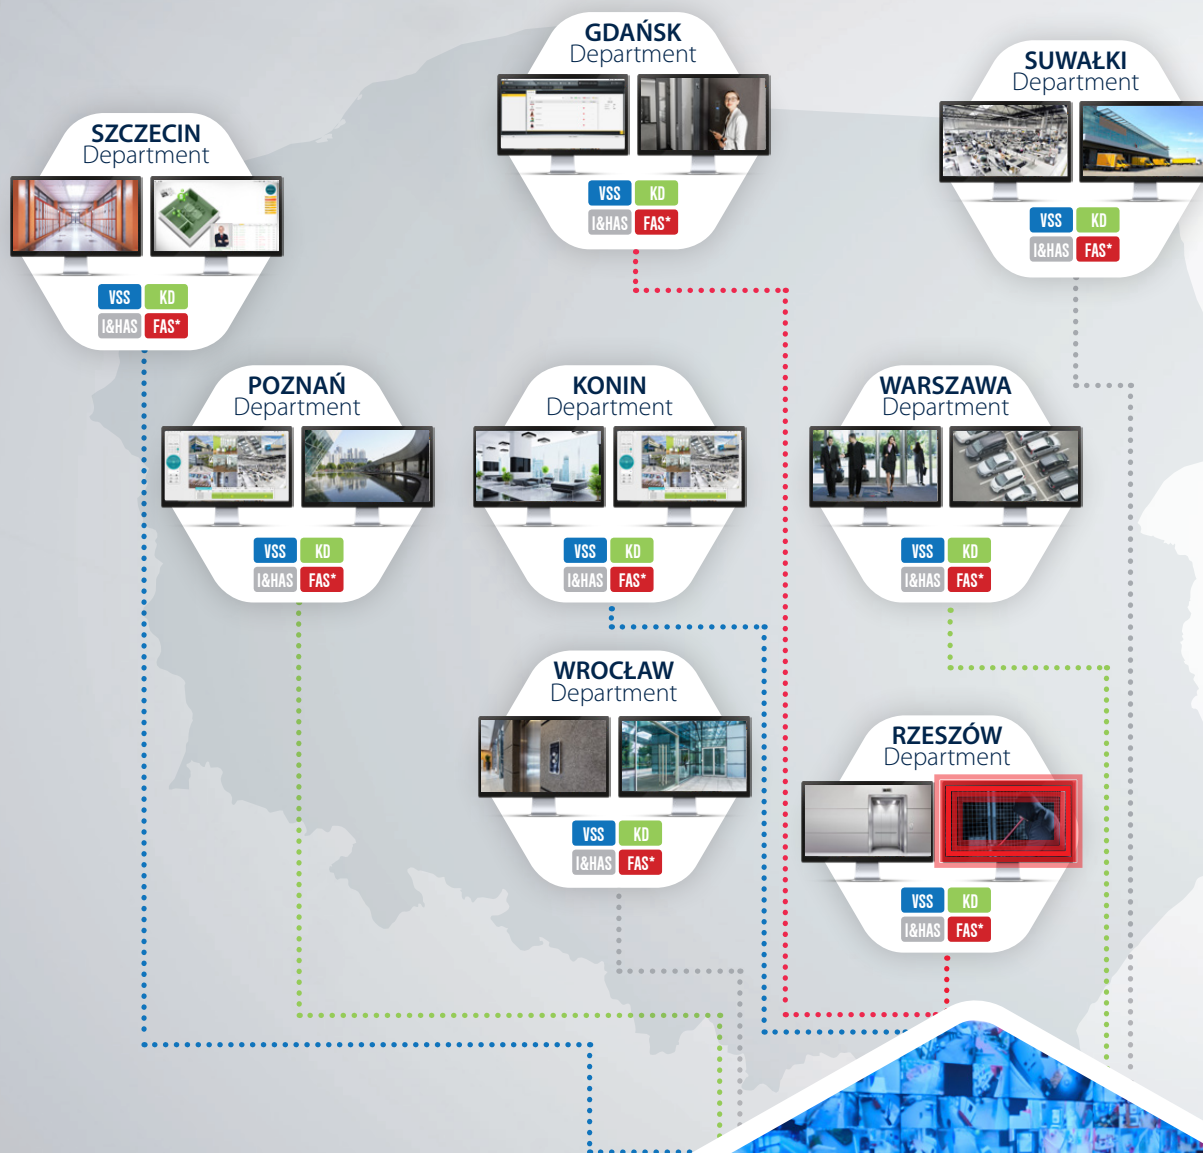 GDAŃSK
Department
VSS KD
I&HAS FAS*
SUWAŁKI
Department
VSS KD
I&HAS FAS*
SZCZECIN
Department
VSS KD
I&HAS FAS*
POZNAŃ
Department
VSS KD
I&HAS FAS*
KONIN
Department
VSS KD
I&HAS FAS*
WARSZAWA
Department
VSS KD
I&HAS FAS*
WROCŁAW
Department
VSS KD
I&HAS FAS*
RZESZÓW
Department
VSS KD
I&HAS FAS*